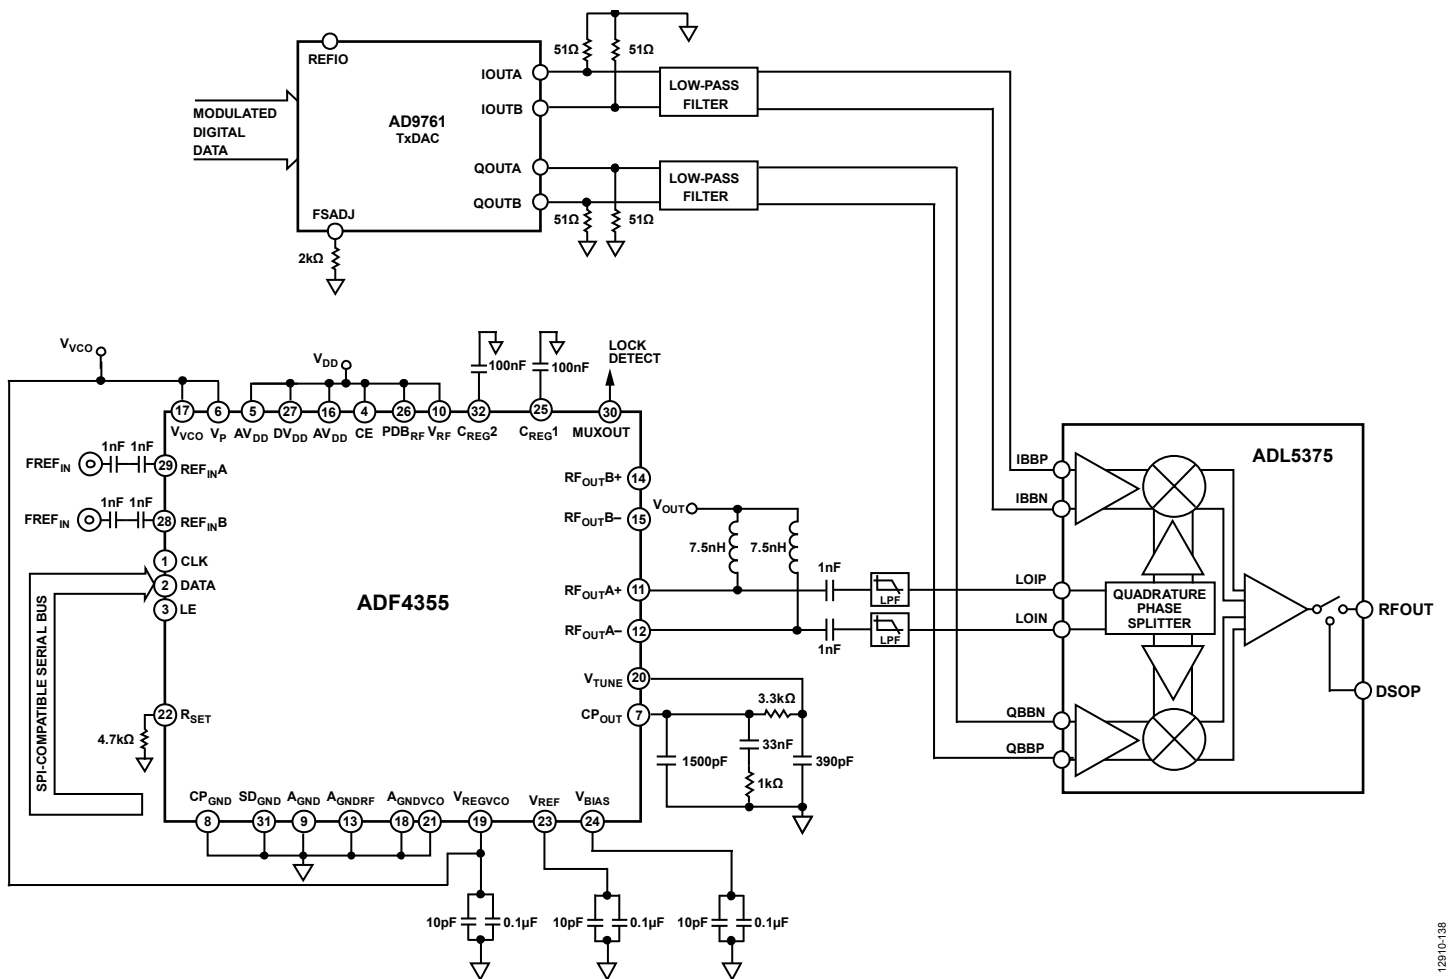 REFIO
MODULATED
DIGITAL
DATA
AD9761
TxDAC
FSADJ
2kΩ
IOUTA
IOUTB
QOUTA
QOUTB
51Ω
51Ω
LOW-PASS
FILTER
LOW-PASS
FILTER
51Ω
51Ω
VVCO
VDD
100nF
100nF
LOCK
DETECT
17
6
5
27
16
4
26
10
32
25
30
VVCO
VP
AVDD
DVDD
AVDD
CE
PDBRF
VRF
CREG2
CREG1
MUXOUT
1nF
1nF
FREFIN
29
REFINA
1nF
1nF
FREFIN
28
REFINB
1
CLK
2
DATA
3
LE
SPI-COMPATIBLE SERIAL BUS
22
RSET
4.7kΩ
ADF4355
RFOUTB+
14
RFOUTB–
15
RFOUTA+
11
RFOUTA–
12
VTUNE
20
CPOUT
7
VOUT
7.5nH
7.5nH
1nF
1nF
LPF
LPF
3.3kΩ
33nF
1500pF
390pF
1kΩ
CPGND
SDGND
AGND
AGNDRF
AGNDVCO
VREGVCO
VREF
VBIAS
8
31
9
13
18
21
19
23
24
10pF
0.1µF
10pF
0.1µF
10pF
0.1µF
ADL5375
IBBP
IBBN
LOIP
LOIN
QUADRATURE
PHASE
SPLITTER
QBBN
QBBP
RFOUT
DSOP
12910-138